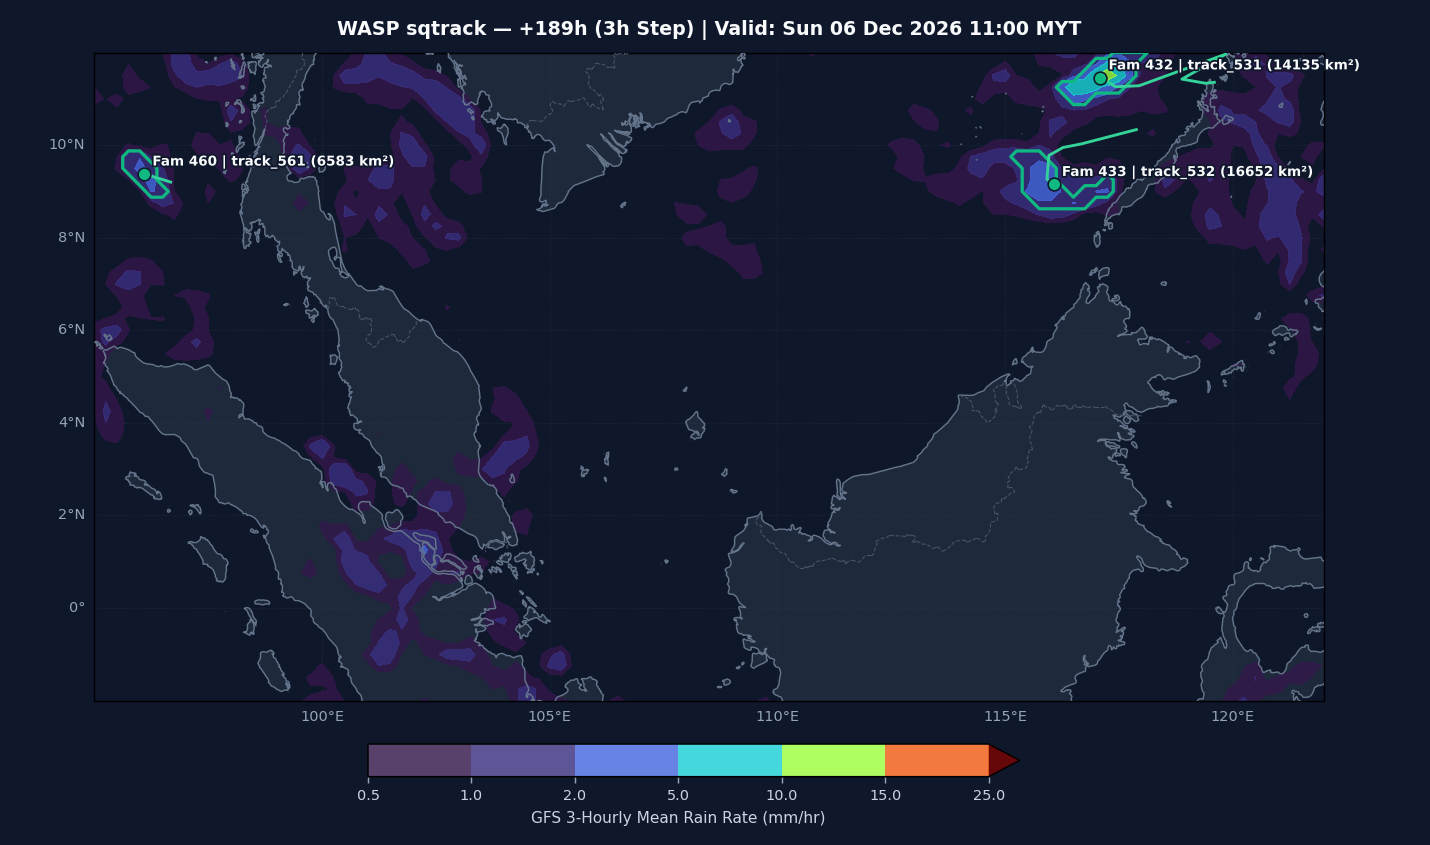 WASP sqtrack — +189h (3h Step) | Valid: Sun 06 Dec 2026 11:00 MYT
Fam 432 | track_531 (14135 km²)
10°N
Fam 460 | track_561 (6583 km²)
Fam 433 | track_532 (16652 km²)
8°N
6°N
4°N
2°N
0°
100°E 105°E 110°E 115°E 120°E
0.5 1.0 2.0 5.0 10.0 15.0 25.0
GFS 3-Hourly Mean Rain Rate (mm/hr)